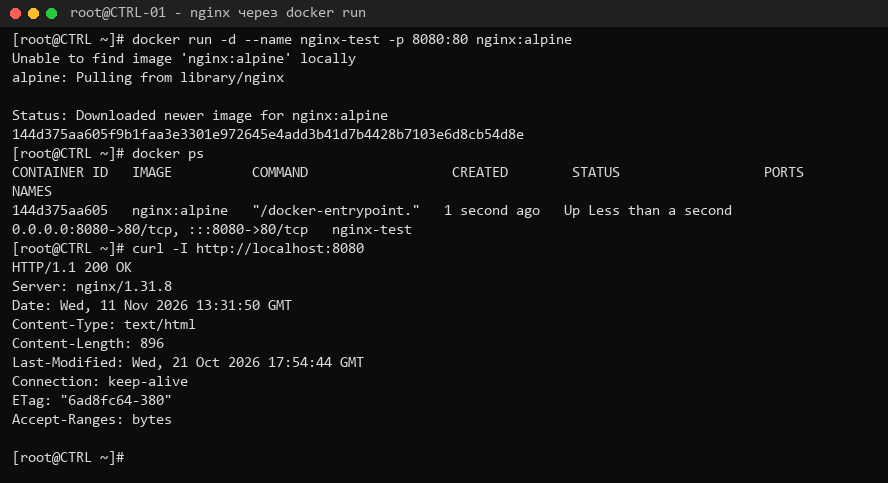 root@CTRL-01 - nginx через docker run
[root@CTRL ~]# docker run -d --name nginx-test -p 8080:80 nginx:alpine
Unable to find image 'nginx:alpine' locally
alpine: Pulling from library/nginx
Status: Downloaded newer image for nginx:alpine
144d375aa605f9b1faa3e3301e972645e4add3b41d7b4428b7103e6d8cb54d8e
[root@CTRL ~]# docker ps
CONTAINER ID   IMAGE          COMMAND                  CREATED        STATUS                  PORTS
NAMES
144d375aa605   nginx:alpine   "/docker-entrypoint."   1 second ago   Up Less than a second
0.0.0.0:8080->80/tcp, :::8080->80/tcp   nginx-test
[root@CTRL ~]# curl -I http://localhost:8080
HTTP/1.1 200 OK
Server: nginx/1.31.8
Date: Wed, 11 Nov 2026 13:31:50 GMT
Content-Type: text/html
Content-Length: 896
Last-Modified: Wed, 21 Oct 2026 17:54:44 GMT
Connection: keep-alive
ETag: "6ad8fc64-380"
Accept-Ranges: bytes
[root@CTRL ~]#